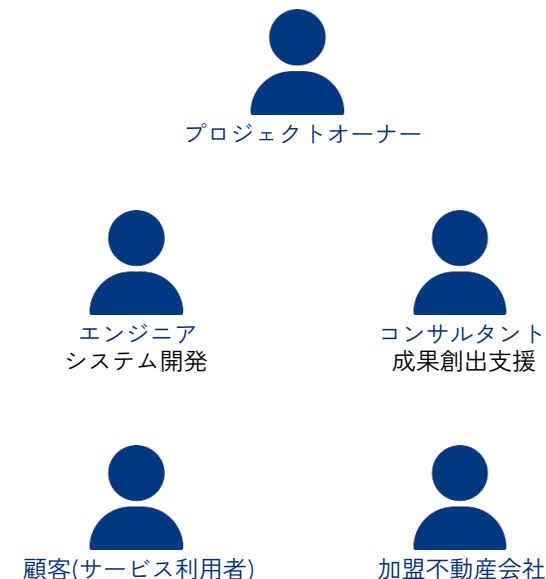 プロジェクトオーナー
エンジニア
システム開発
コンサルタント
成果創出支援
顧客(サービス利用者)
加盟不動産会社